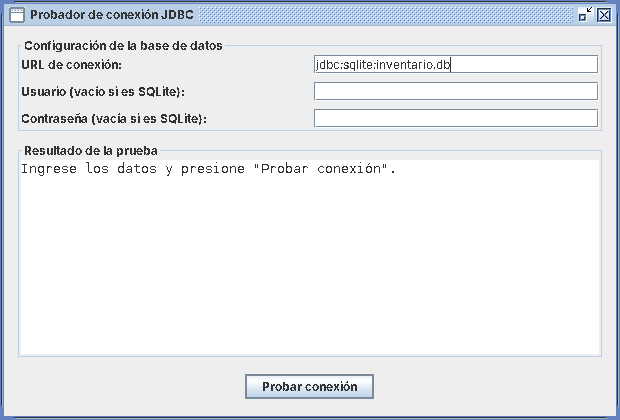 Probador de conexión JDBC
Configuración de la base de datos
URL de conexión:
jdbc:sqlite:inventario.db
Usuario (vacío si es SQLite):
Contraseña (vacía si es SQLite):
Resultado de la prueba
Ingrese los datos y presione "Probar conexión".
Probar conexión